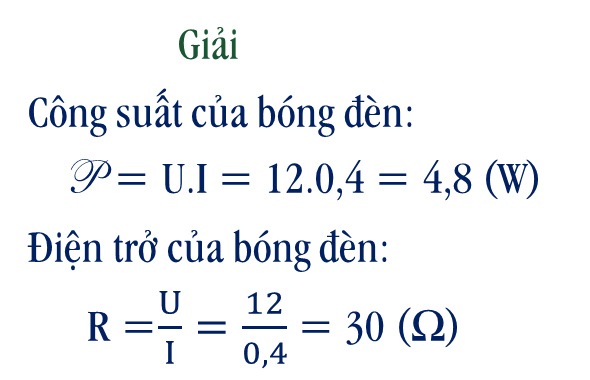 Giải
Công suất của bóng đèn:
𝒫 = U.I = 12.0,4 = 4,8 (W)
Điện trở của bóng đèn:
R = U/I = 12/0,4 = 30 (Ω)